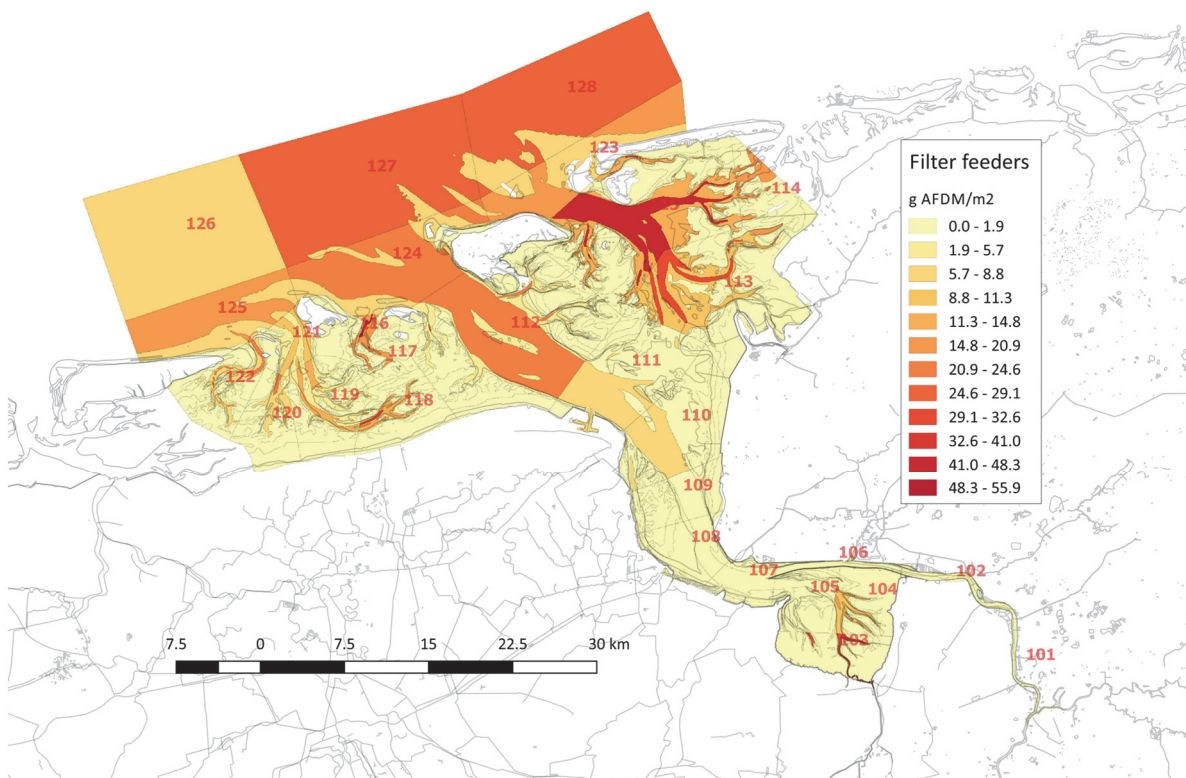 128
123
127
114
126
124
113
125
112
116
121
117
111
122
119
118
120
110
109
108
106
107
102
105
104
103
101
Filter feeders
g AFDM/m2
0.0 - 1.9
1.9 - 5.7
5.7 - 8.8
8.8 - 11.3
11.3 - 14.8
14.8 - 20.9
20.9 - 24.6
24.6 - 29.1
29.1 - 32.6
32.6 - 41.0
41.0 - 48.3
48.3 - 55.9
7.5 0 7.5 15 22.5 30 km